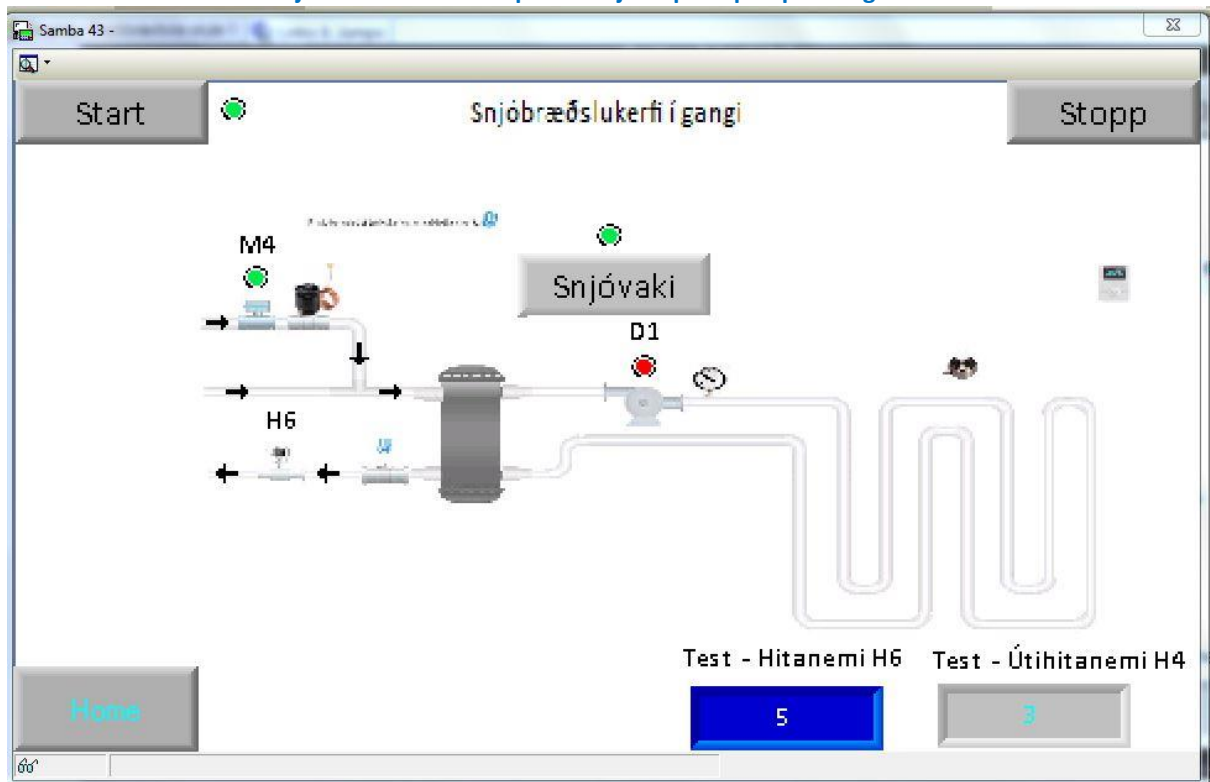 Samba 43 -
Start
Snjóbræðslukerfi í gangi
Stopp
M4
Snjóvaki
D1
H6
Test - Hitanemi H6
Test - Útihitanemi H4
Home
5
3